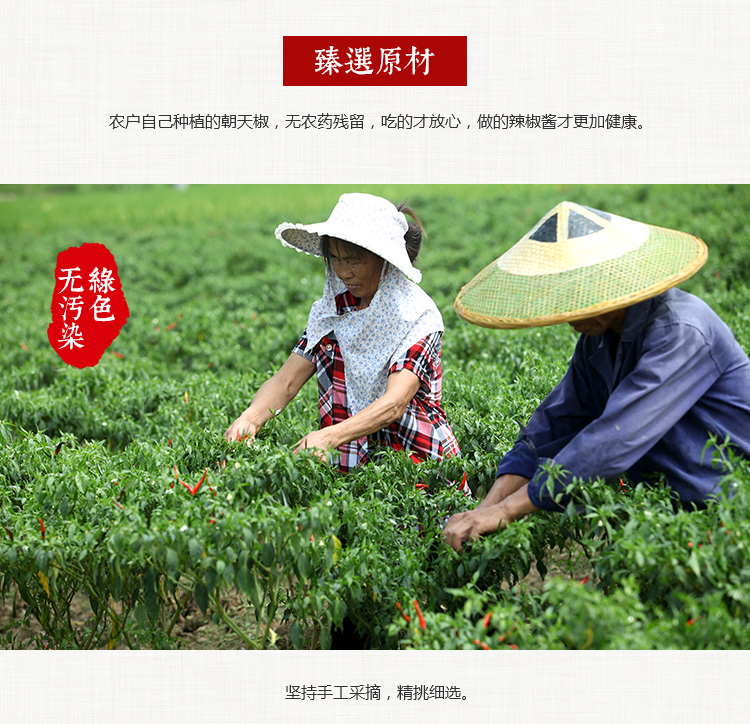 臻選原材
农户自己种植的朝天椒，无农药残留，吃的才放心，做的辣椒酱才更加健康。
綠色
无污染
坚持手工采摘，精挑细选。